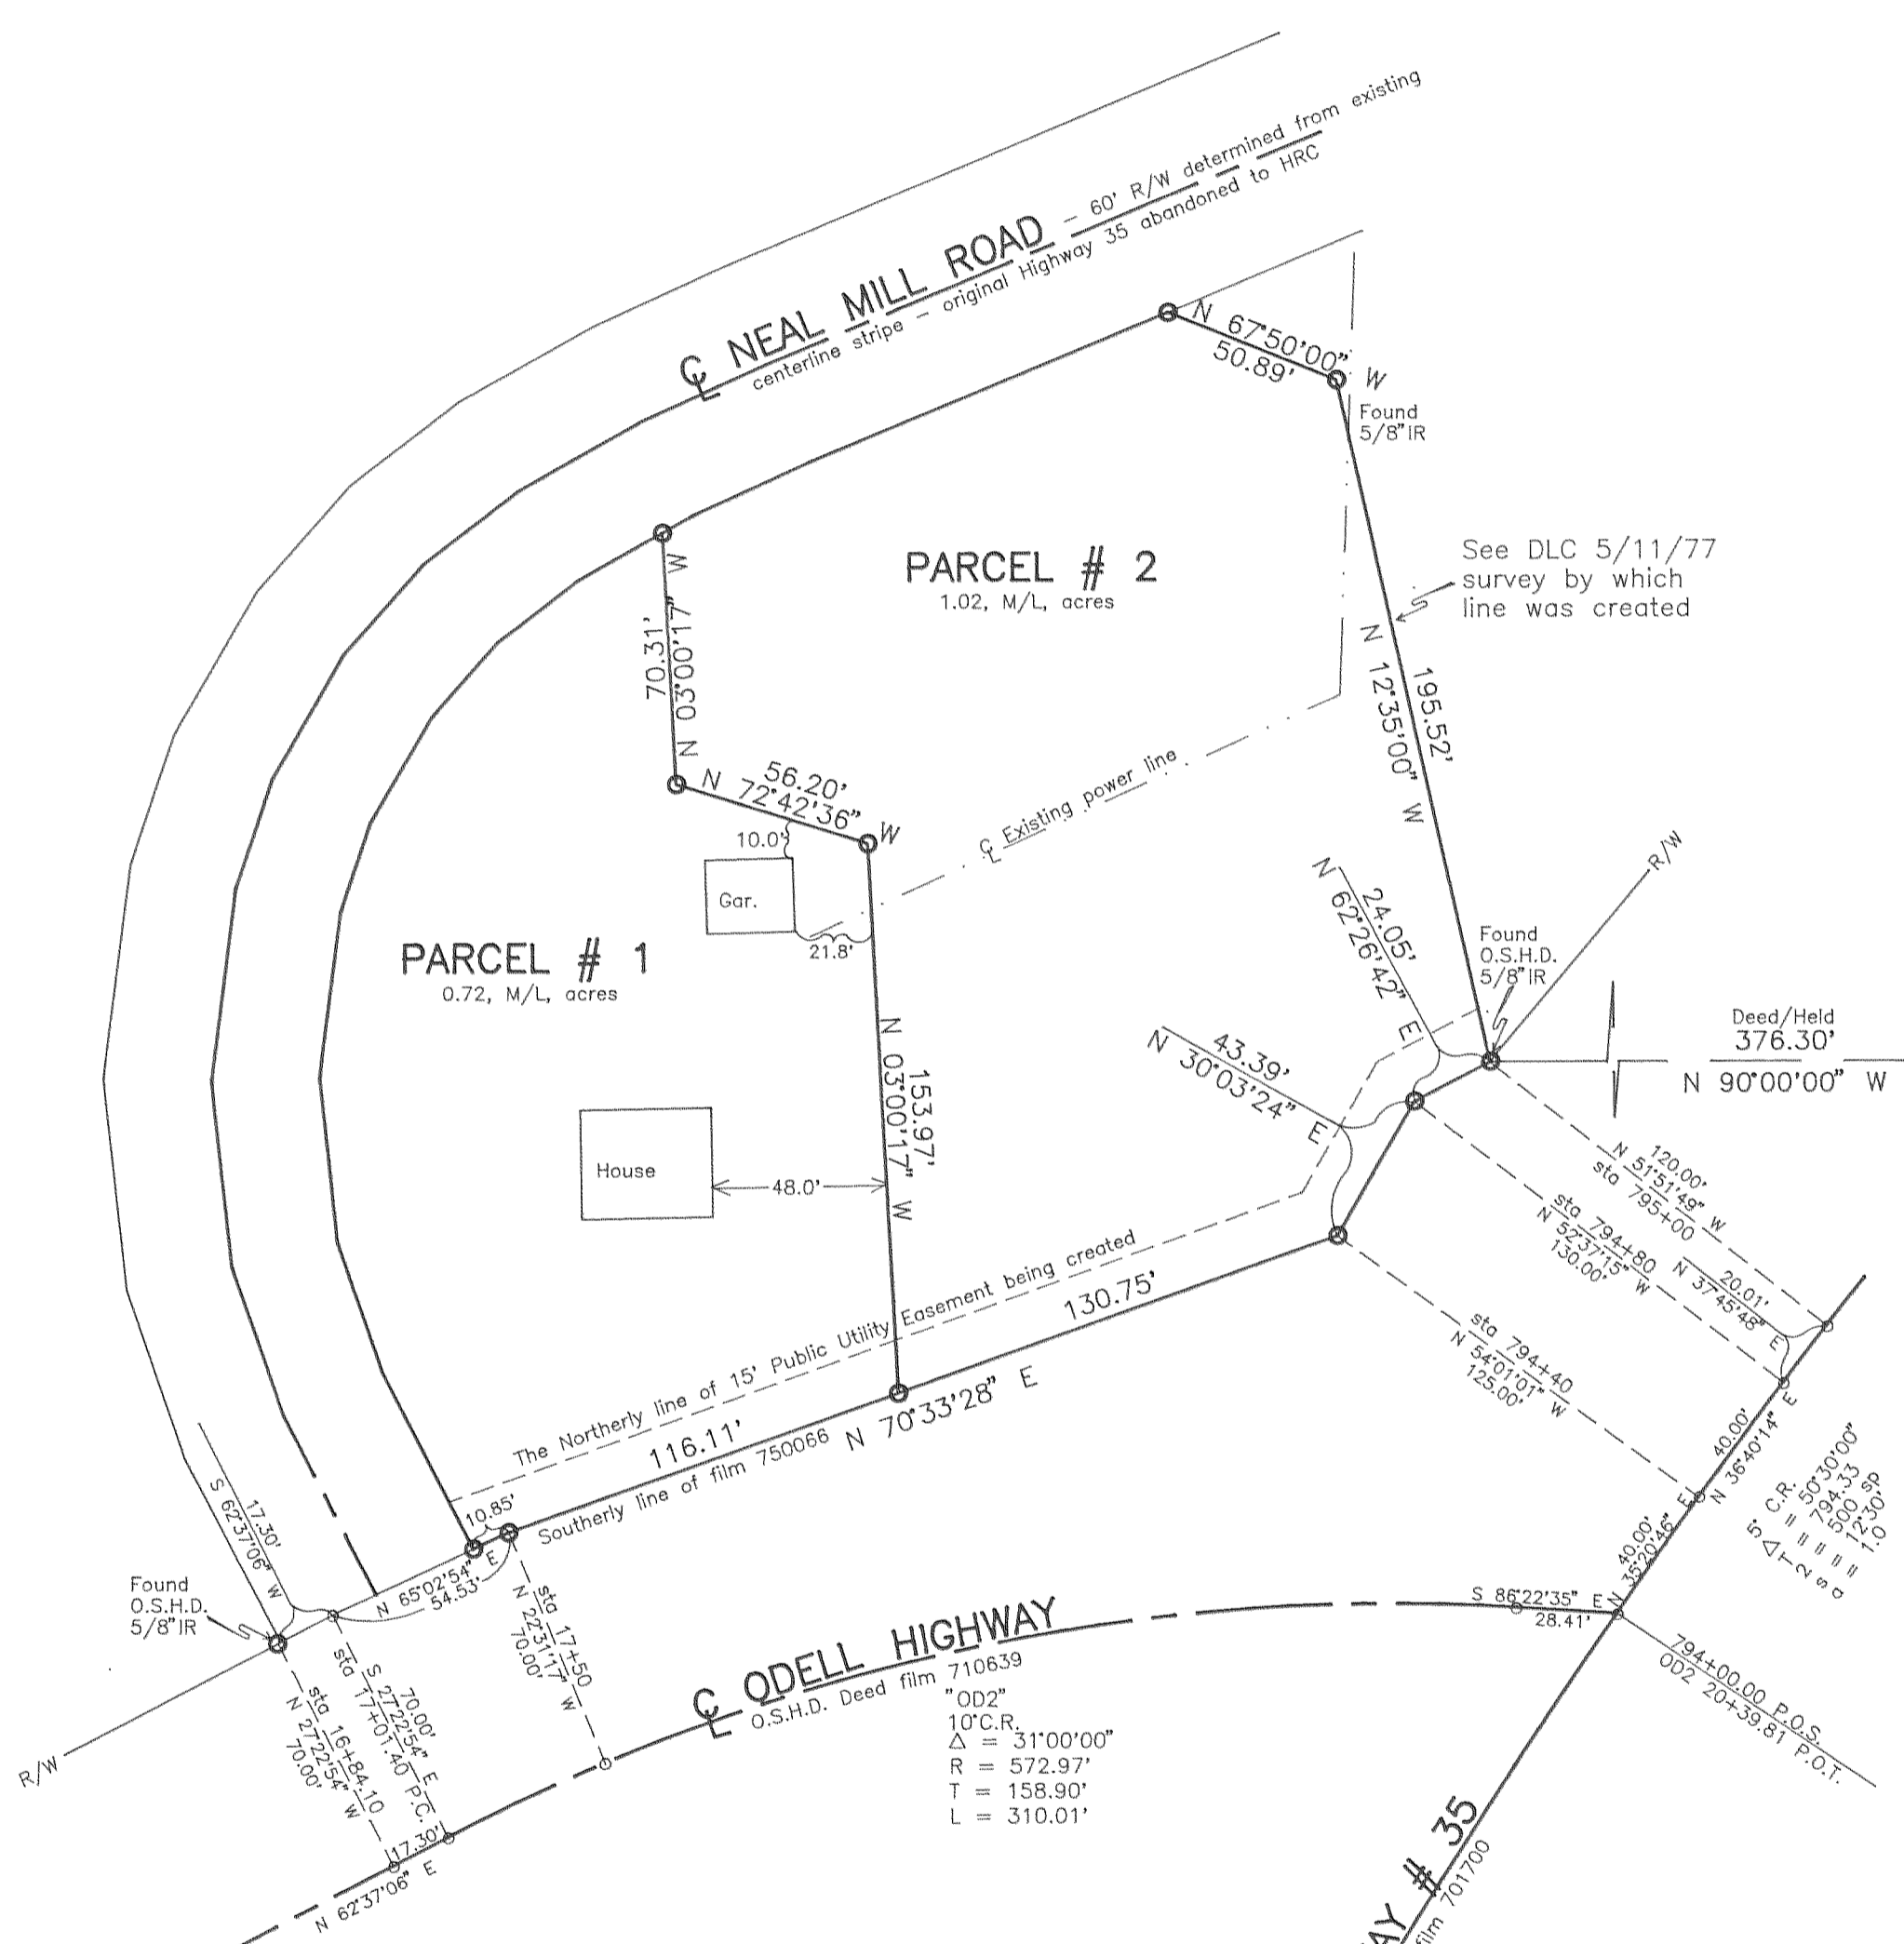 ℄ NEAL MILL ROAD – 60' R/W determined from existing
centerline stripe – original Highway 35 abandoned to HRC
N 67°50'00" W
50.89'
Found
5/8"IR
PARCEL # 2
1.02, M/L, acres
See DLC 5/11/77
survey by which
line was created
70.31'
N 03°00'17" W
195.52'
N 12°35'00" W
56.20'
N 72°42'36" W
10.0'
℄ Existing power line
Gar.
21.8'
R/W
24.05'
N 62°26'42" E
Found
O.S.H.D.
5/8"IR
PARCEL # 1
0.72, M/L, acres
Deed/Held
376.30'
N 90°00'00" W
43.39'
N 30°03'24" E
153.97'
N 03°00'17" W
House
48.0'
120.00'
N 51°51'49" W
sta 795+00
sta 794+80
N 52°37'15" W
130.00'
20.01'
N 37°45'48" E
sta 794+40
N 54°01'01" W
125.00'
The Northerly line of 15' Public Utility Easement being created
130.75'
116.11'
N 70°33'28" E
Southerly line of film 750066
10.85'
N 65°02'54" E
54.53'
17.30'
S 62°37'06" W
Found
O.S.H.D.
5/8"IR
sta 17+50
N 22°31'17" W
70.00'
40.00'
N 36°40'14" E
40.00'
N 35°20'46" E
5° C.R.
Δ = 50°30'00"
T = 794.33
2 = 500 sp
s = 12°30'
a = 1.0
S 86°22'35" E
28.41'
794+00.00 P.O.S.
OD2 20+39.81 P.O.T.
℄ ODELL HIGHWAY
O.S.H.D. Deed film 710639
"OD2"
10°C.R.
Δ = 31°00'00"
R = 572.97'
T = 158.90'
L = 310.01'
70.00'
S 27°22'54" E
sta 17+01.40 P.C.
sta 16+84.10
N 27°22'54" W
70.00'
R/W
17.30'
N 62°37'06" E
AY # 35
film 701700